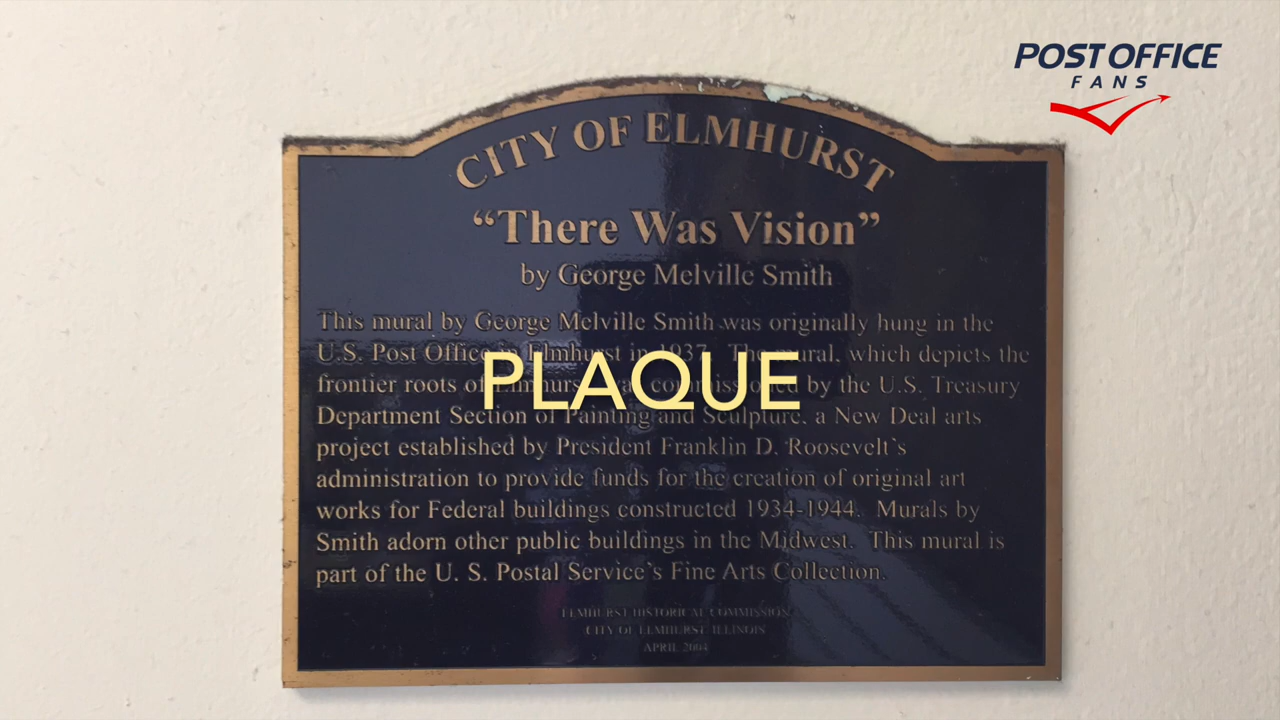 POST OFFICE
FANS
CITY OF ELMHURST
“There Was Vision”
by George Melville Smith
This mural by George Melville Smith was originally hung in the
U.S. Post Office in Elmhurst in 1937. The mural, which depicts the
PLAQUE
frontier roots of Elmhurst, was commissioned by the U.S. Treasury
Department Section of Painting and Sculpture, a New Deal arts
project established by President Franklin D. Roosevelt's
administration to provide funds for the creation of original art
works for Federal buildings constructed 1934-1944. Murals by
Smith adorn other public buildings in the Midwest. This mural is
part of the U. S. Postal Service's Fine Arts Collection.
ELMHURST HISTORICAL COMMISSION
CITY OF ELMHURST, ILLINOIS
APRIL 2004